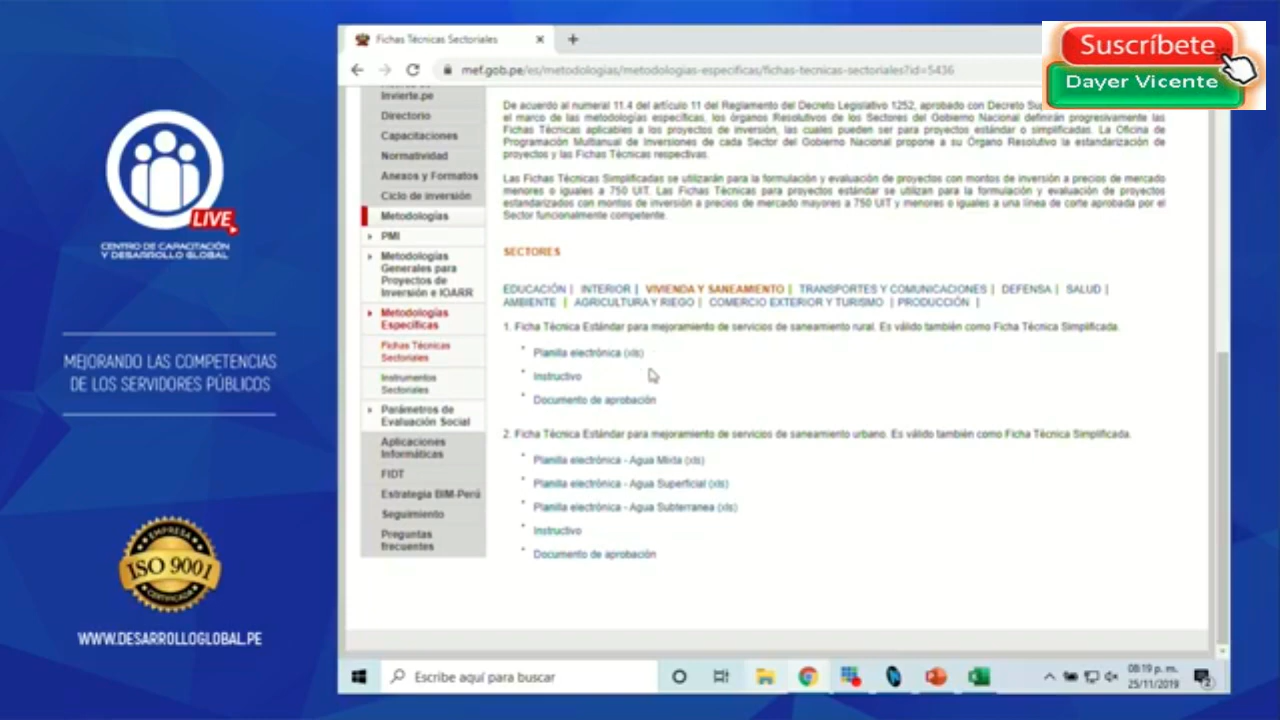 Suscríbete
Dayer Vicente
LIVE
CENTRO DE CAPACITACIÓN
Y DESARROLLO GLOBAL
MEJORANDO LAS COMPETENCIAS
DE LOS SERVIDORES PÚBLICOS
EMPRESA
ISO 9001
CERTIFICADA
WWW.DESARROLLOGLOBAL.PE
Fichas Técnicas Sectoriales
mef.gob.pe/es/metodologias/metodologias-especificas/fichas-tecnicas-sectoriales?id=5436
Invierte.pe
Directorio
Capacitaciones
Normatividad
Anexos y Formatos
Ciclo de inversión
Metodologías
PMI
Metodologías
Generales para
Proyectos de
Inversión e IOARR
Metodologías
Específicas
Fichas Técnicas
Sectoriales
Instrumentos
Sectoriales
Parámetros de
Evaluación Social
Aplicaciones
Informáticas
FIDT
Estrategia BIM-Perú
Seguimiento
Preguntas
frecuentes
De acuerdo al numeral 11.4 del artículo 11 del Reglamento del Decreto Legislativo 1252, aprobado con Decreto
el marco de las metodologías específicas, los órganos Resolutivos de los Sectores del Gobierno Nacional definirán progresivamente las
Fichas Técnicas aplicables a los proyectos de inversión, las cuales pueden ser para proyectos estándar o simplificadas. La Oficina de
Programación Multianual de Inversiones de cada Sector del Gobierno Nacional propone a su Órgano Resolutivo la estandarización de
proyectos y las Fichas Técnicas respectivas.
Las Fichas Técnicas Simplificadas se utilizarán para la formulación y evaluación de proyectos con montos de inversión a precios de mercado
menores o iguales a 750 UIT. Las Fichas Técnicas para proyectos estándar se utilizan para la formulación y evaluación de proyectos
estandarizados con montos de inversión a precios de mercado mayores a 750 UIT y menores o iguales a una línea de corte aprobada por el
Sector funcionalmente competente.
SECTORES
EDUCACIÓN | INTERIOR | VIVIENDA Y SANEAMIENTO | TRANSPORTES Y COMUNICACIONES | DEFENSA | SALUD |
AMBIENTE | AGRICULTURA Y RIEGO | COMERCIO EXTERIOR Y TURISMO | PRODUCCIÓN |
1. Ficha Técnica Estándar para mejoramiento de servicios de saneamiento rural. Es válido también como Ficha Técnica Simplificada.
Planilla electrónica (xls)
Instructivo
Documento de aprobación
2. Ficha Técnica Estándar para mejoramiento de servicios de saneamiento urbano. Es válido también como Ficha Técnica Simplificada.
Planilla electrónica - Agua Mixta (xls)
Planilla electrónica - Agua Superficial (xls)
Planilla electrónica - Agua Subterranea (xls)
Instructivo
Documento de aprobación
Escribe aquí para buscar
08:19 p. m.
25/11/2019
2